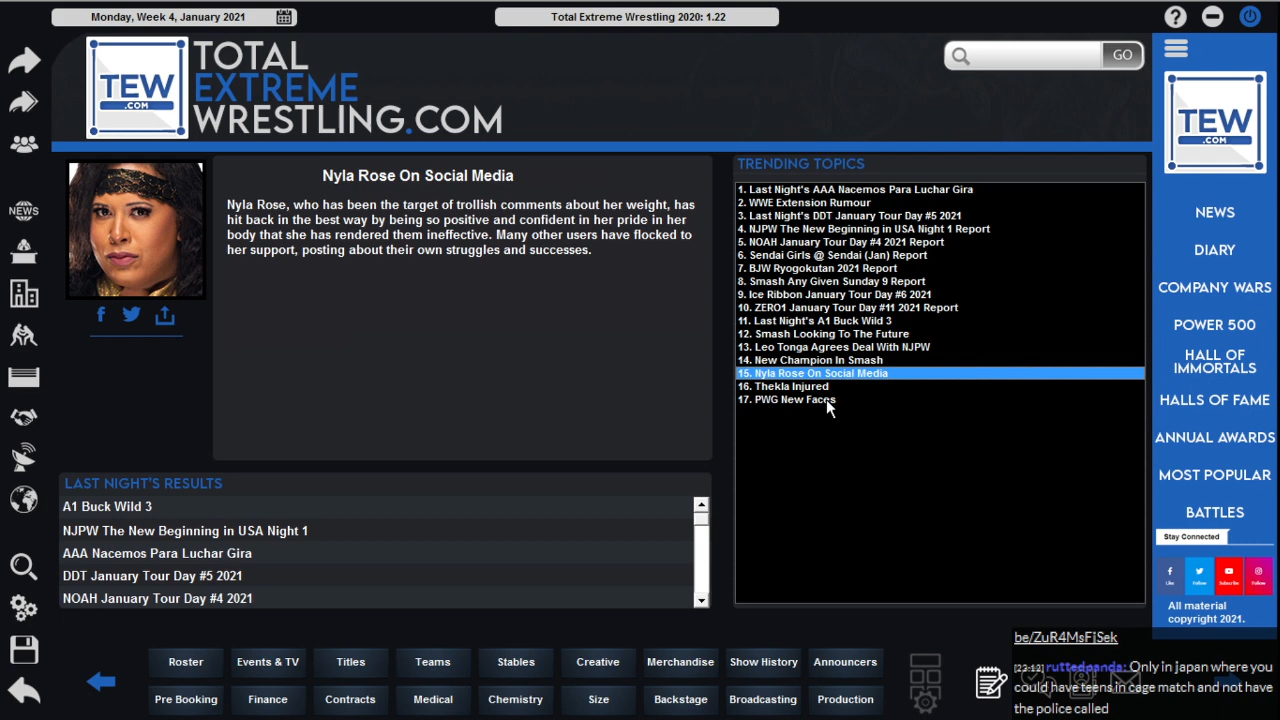 Monday, Week 4, January 2021
Total Extreme Wrestling 2020: 1.22
TEW
.COM
TOTAL
EXTREME
WRESTLING.COM
GO
TEW
.COM
Nyla Rose On Social Media
Nyla Rose, who has been the target of trollish comments about her weight, has
hit back in the best way by being so positive and confident in her pride in her
body that she has rendered them ineffective. Many other users have flocked to
her support, posting about their own struggles and successes.
TRENDING TOPICS
1. Last Night's AAA Nacemos Para Luchar Gira
2. WWE Extension Rumour
3. Last Night's DDT January Tour Day #5 2021
4. NJPW The New Beginning in USA Night 1 Report
5. NOAH January Tour Day #4 2021 Report
6. Sendai Girls @ Sendai (Jan) Report
7. BJW Ryogokutan 2021 Report
8. Smash Any Given Sunday 9 Report
9. Ice Ribbon January Tour Day #6 2021
10. ZERO1 January Tour Day #11 2021 Report
11. Last Night's A1 Buck Wild 3
12. Smash Looking To The Future
13. Leo Tonga Agrees Deal With NJPW
14. New Champion In Smash
15. Nyla Rose On Social Media
16. Thekla Injured
17. PWG New Faces
NEWS
NEWS
DIARY
COMPANY WARS
POWER 500
HALL OF
IMMORTALS
HALLS OF FAME
ANNUAL AWARDS
MOST POPULAR
BATTLES
Stay Connected
Like
Follow
Subscribe
Follow
All material
copyright 2021.
LAST NIGHT'S RESULTS
A1 Buck Wild 3
NJPW The New Beginning in USA Night 1
AAA Nacemos Para Luchar Gira
DDT January Tour Day #5 2021
NOAH January Tour Day #4 2021
Roster
Events & TV
Titles
Teams
Stables
Creative
Merchandise
Show History
Announcers
Pre Booking
Finance
Contracts
Medical
Chemistry
Size
Backstage
Broadcasting
Production
be/ZuR4MsFjSek
[23:12] ruttedpanda: Only in japan where you
could have teens in cage match and not have
the police called